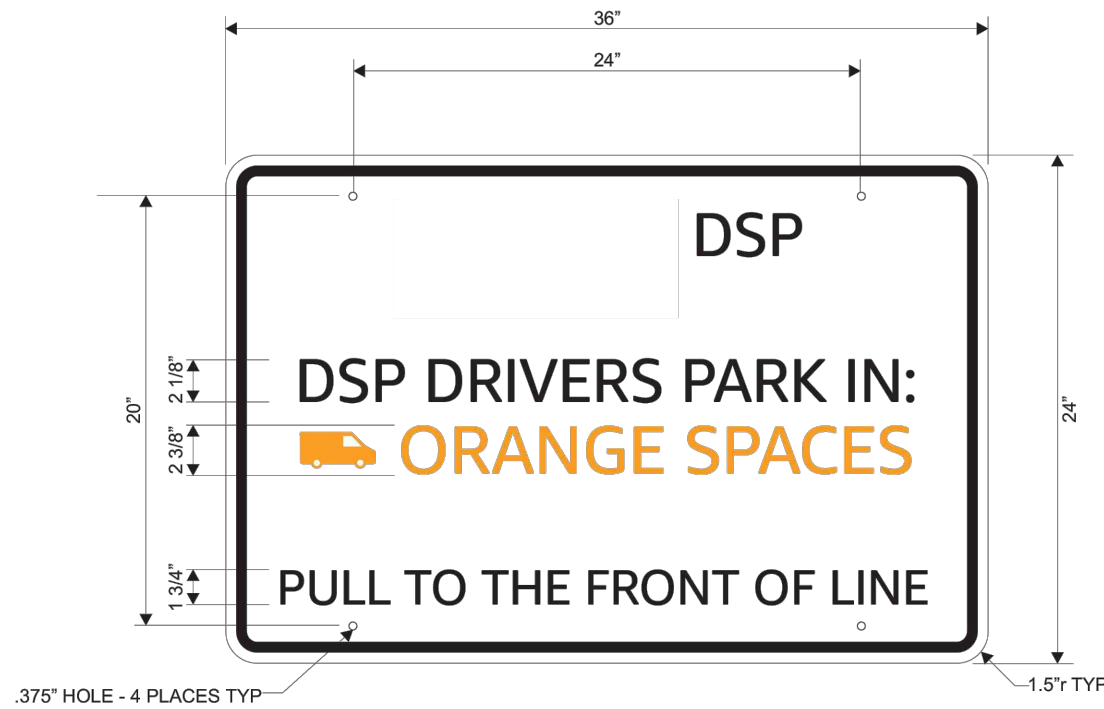 36”
24”
DSP
2 1/8”
DSP DRIVERS PARK IN:
20”
24”
2 3/8”
ORANGE SPACES
1 3/4”
PULL TO THE FRONT OF LINE
.375” HOLE - 4 PLACES TYP
1.5”r TYP